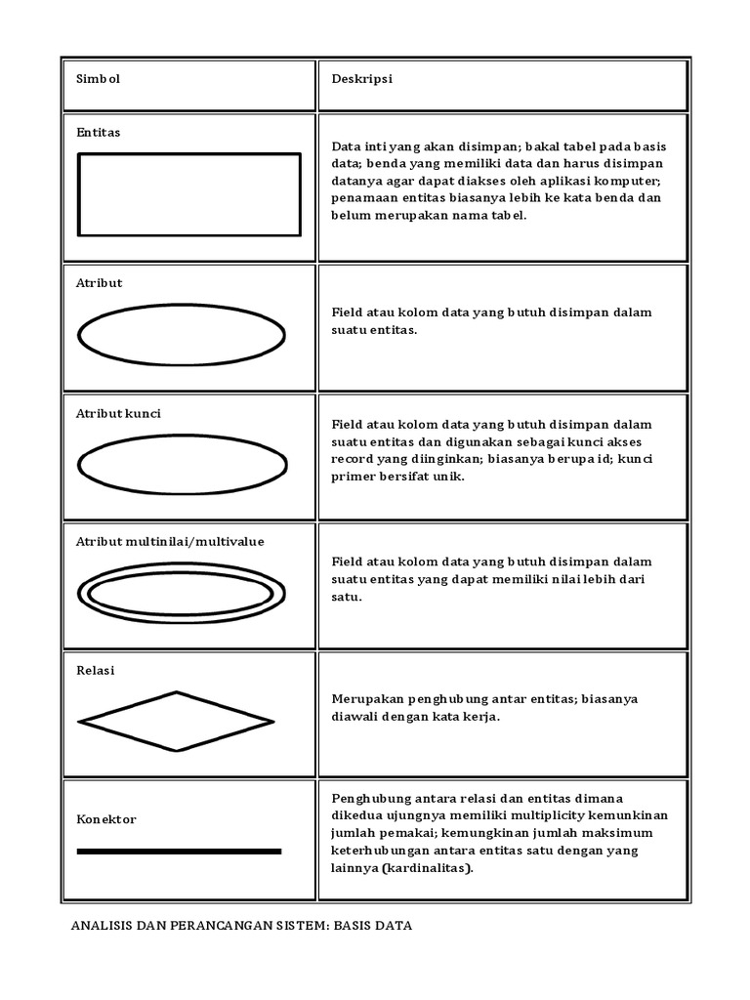 Simbol
Deskripsi
Entitas
Data inti yang akan disimpan; bakal tabel pada basis
data; benda yang memiliki data dan harus disimpan
datanya agar dapat diakses oleh aplikasi komputer;
penamaan entitas biasanya lebih ke kata benda dan
belum merupakan nama tabel.
Atribut
Field atau kolom data yang butuh disimpan dalam
suatu entitas.
Atribut kunci
Field atau kolom data yang butuh disimpan dalam
suatu entitas dan digunakan sebagai kunci akses
record yang diinginkan; biasanya berupa id; kunci
primer bersifat unik.
Atribut multinilai/multivalue
Field atau kolom data yang butuh disimpan dalam
suatu entitas yang dapat memiliki nilai lebih dari
satu.
Relasi
Merupakan penghubung antar entitas; biasanya
diawali dengan kata kerja.
Konektor
Penghubung antara relasi dan entitas dimana
dikedua ujungnya memiliki multiplicity kemunkinan
jumlah pemakai; kemungkinan jumlah maksimum
keterhubungan antara entitas satu dengan yang
lainnya (kardinalitas).
ANALISIS DAN PERANCANGAN SISTEM: BASIS DATA